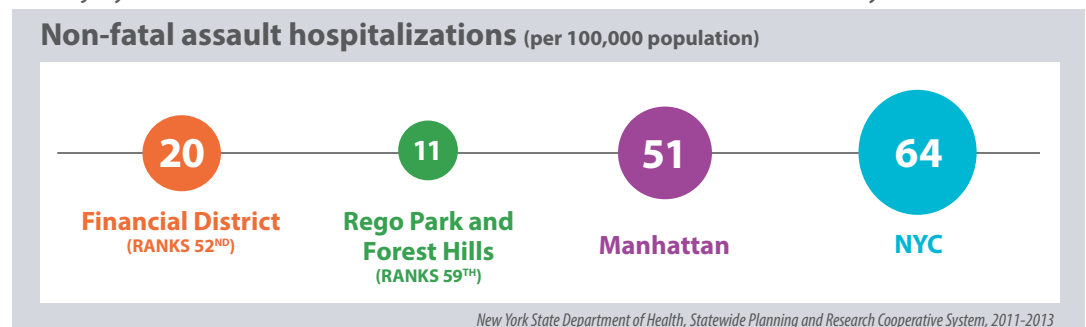 Non-fatal assault hospitalizations (per 100,000 population)
20
11
51
64
Financial District
(RANKS 52ND)
Rego Park and
Forest Hills
(RANKS 59TH)
Manhattan
NYC
New York State Department of Health, Statewide Planning and Research Cooperative System, 2011-2013